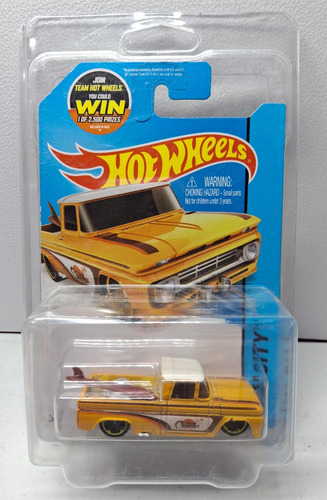 JOIN
TEAM HOT WHEELS
YOU COULD
WIN
1 OF 2,500 PRIZES
HOT WHEELS
WARNING:
CHOKING HAZARD – Small parts.
Not for children under 3 years.
CITY